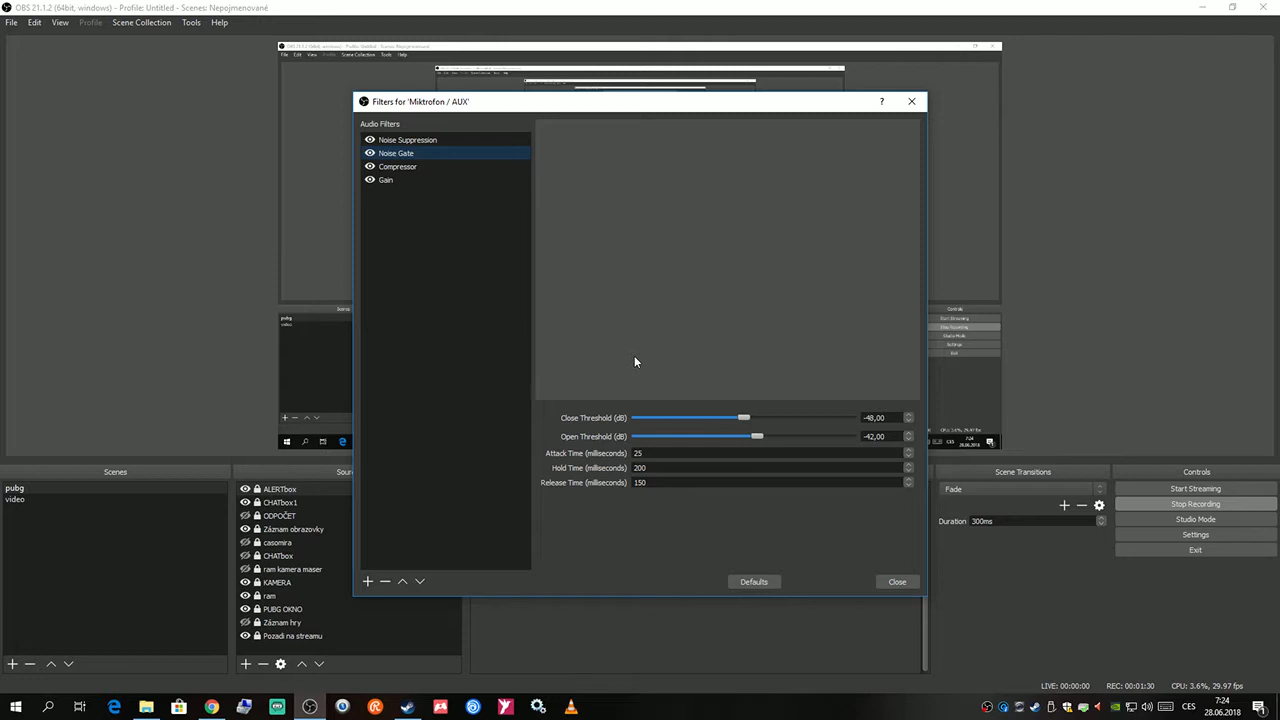 OBS 21.1.2 (64bit, windows) - Profile: Untitled - Scenes: Nepojmenované
File Edit View Profile Scene Collection Tools Help
Filters for 'Miktrofon / AUX'
?
Audio Filters
Noise Suppression
Noise Gate
Compressor
Gain
Close Threshold (dB) -48,00
Open Threshold (dB) -42,00
Attack Time (milliseconds) 25
Hold Time (milliseconds) 200
Release Time (milliseconds) 150
Defaults
Close
Scenes
pubg
video
Sour
ALERTbox
CHATbox1
ODPOČET
Záznam obrazovky
casomira
CHATbox
ram kamera maser
KAMERA
ram
PUBG OKNO
Záznam hry
Pozadi na streamu
Scene Transitions
Fade
Duration 300ms
Controls
Start Streaming
Stop Recording
Studio Mode
Settings
Exit
LIVE: 00:00:00 REC: 00:01:30 CPU: 3.6%, 29.97 fps
CES
7:24
28.06.2018